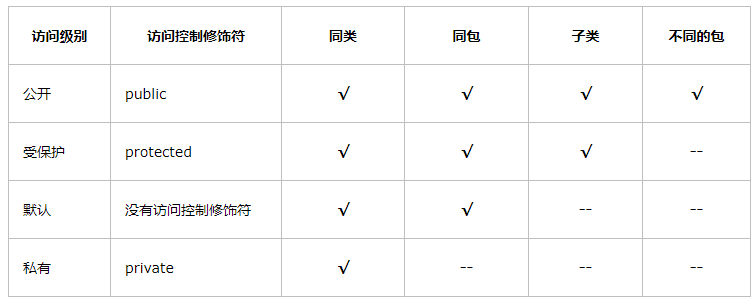 访问级别 访问控制修饰符 同类 同包 子类 不同的包
公开 public √ √ √ √
受保护 protected √ √ √ --
默认 没有访问控制修饰符 √ √ -- --
私有 private √ -- -- --